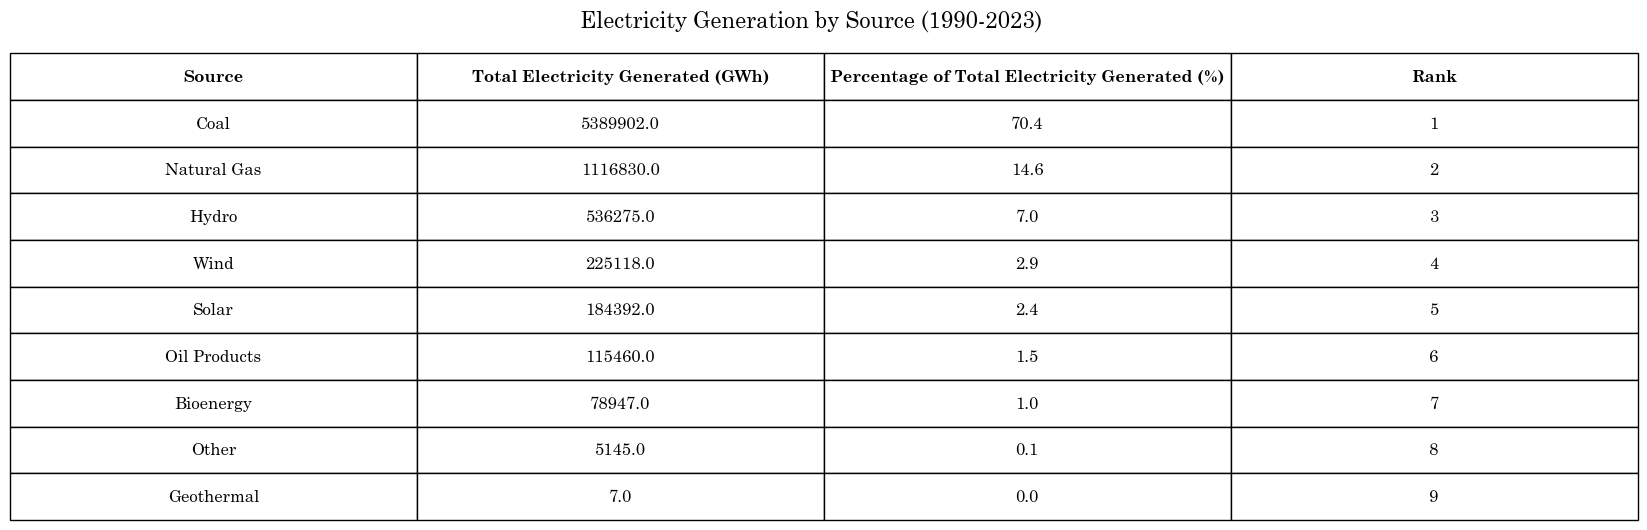 Electricity Generation by Source (1990-2023)
Source Total Electricity Generated (GWh) Percentage of Total Electricity Generated (%) Rank
Coal 5389902.0 70.4 1
Natural Gas 1116830.0 14.6 2
Hydro 536275.0 7.0 3
Wind 225118.0 2.9 4
Solar 184392.0 2.4 5
Oil Products 115460.0 1.5 6
Bioenergy 78947.0 1.0 7
Other 5145.0 0.1 8
Geothermal 7.0 0.0 9